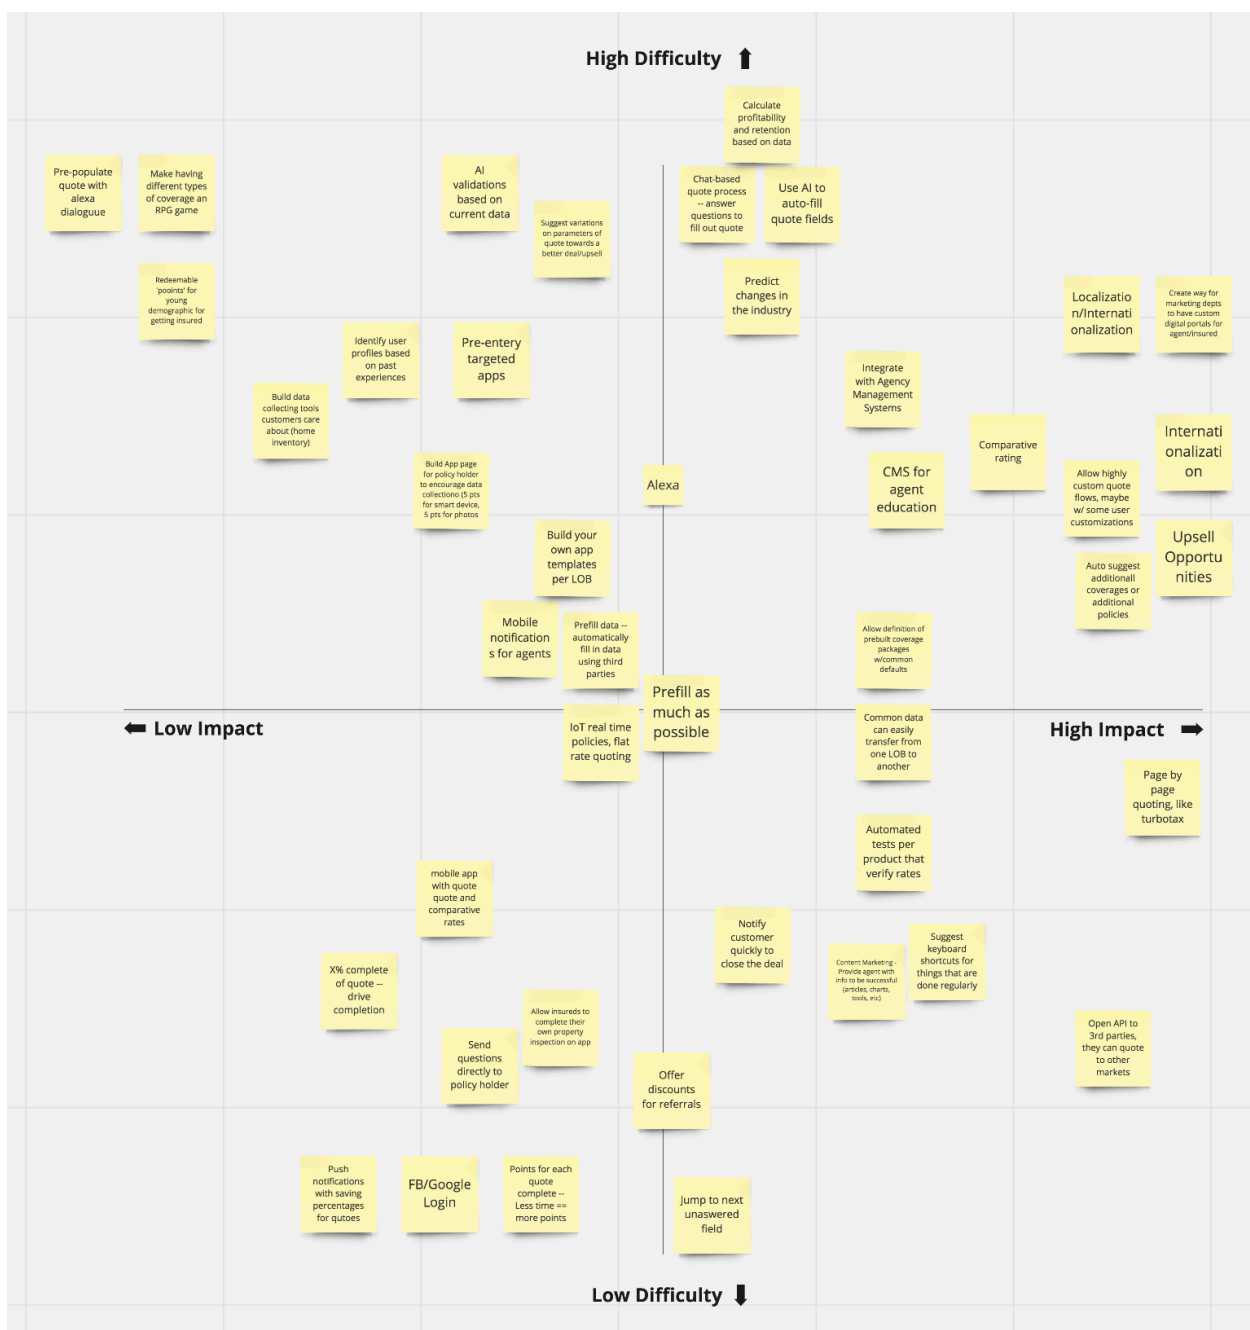 High Difficulty
Calculate
profitability
and retention
based on data
Pre-populate
quote with
alexa
dialoguue
Make having
different types
of coverage an
RPG game
AI
validations
based on
current data
Suggest variations
on parameters of
quote towards a
better deal/upsell
Chat-based
quote process
-- answer
questions to
fill out quote
Use AI to
auto-fill
quote fields
Redeemable
'pooints' for
young
demographic for
getting insured
Predict
changes in
the industry
Localizatio
n/Internati
onalization
Create way for
marketing depts
to have custom
digital portals for
agent/insured
Identify user
profiles based
on past
experiences
Pre-entery
targeted
apps
Integrate
with Agency
Management
Systems
Build data
collecting tools
customers care
about (home
inventory)
Comparative
rating
Internati
onalizati
on
Build App page
for policy holder
to encourage data
collectiono (5 pts
for smart device,
5 pts for photos
Alexa
CMS for
agent
education
Allow highly
custom quote
flows, maybe
w/ some user
customizations
Build your
own app
templates
per LOB
Upsell
Opportu
nities
Auto suggest
additionall
coverages or
additional
policies
Mobile
notification
s for agents
Prefill data --
automatically
fill in data
using third
parties
Allow definition of
prebuilt coverage
packages
w/common
defaults
Prefill as
much as
possible
Low Impact
High Impact
IoT real time
policies, flat
rate quoting
Common data
can easily
transfer from
one LOB to
another
Page by
page
quoting, like
turbotax
Automated
tests per
product that
verify rates
mobile app
with quote
quote and
comparative
rates
Notify
customer
quickly to
close the deal
Content Marketing -
Provide agent with
info to be successful
(articles, charts,
tools, etc)
Suggest
keyboard
shortcuts for
things that are
done regularly
X% complete
of quote --
drive
completion
Allow insureds to
complete their
own property
inspection on app
Send
questions
directly to
policy holder
Open API to
3rd parties,
they can quote
to other
markets
Offer
discounts
for referrals
Push
notifications
with saving
percentages
for qutoes
FB/Google
Login
Points for each
quote
complete --
Less time ==
more points
Jump to next
unaswered
field
Low Difficulty